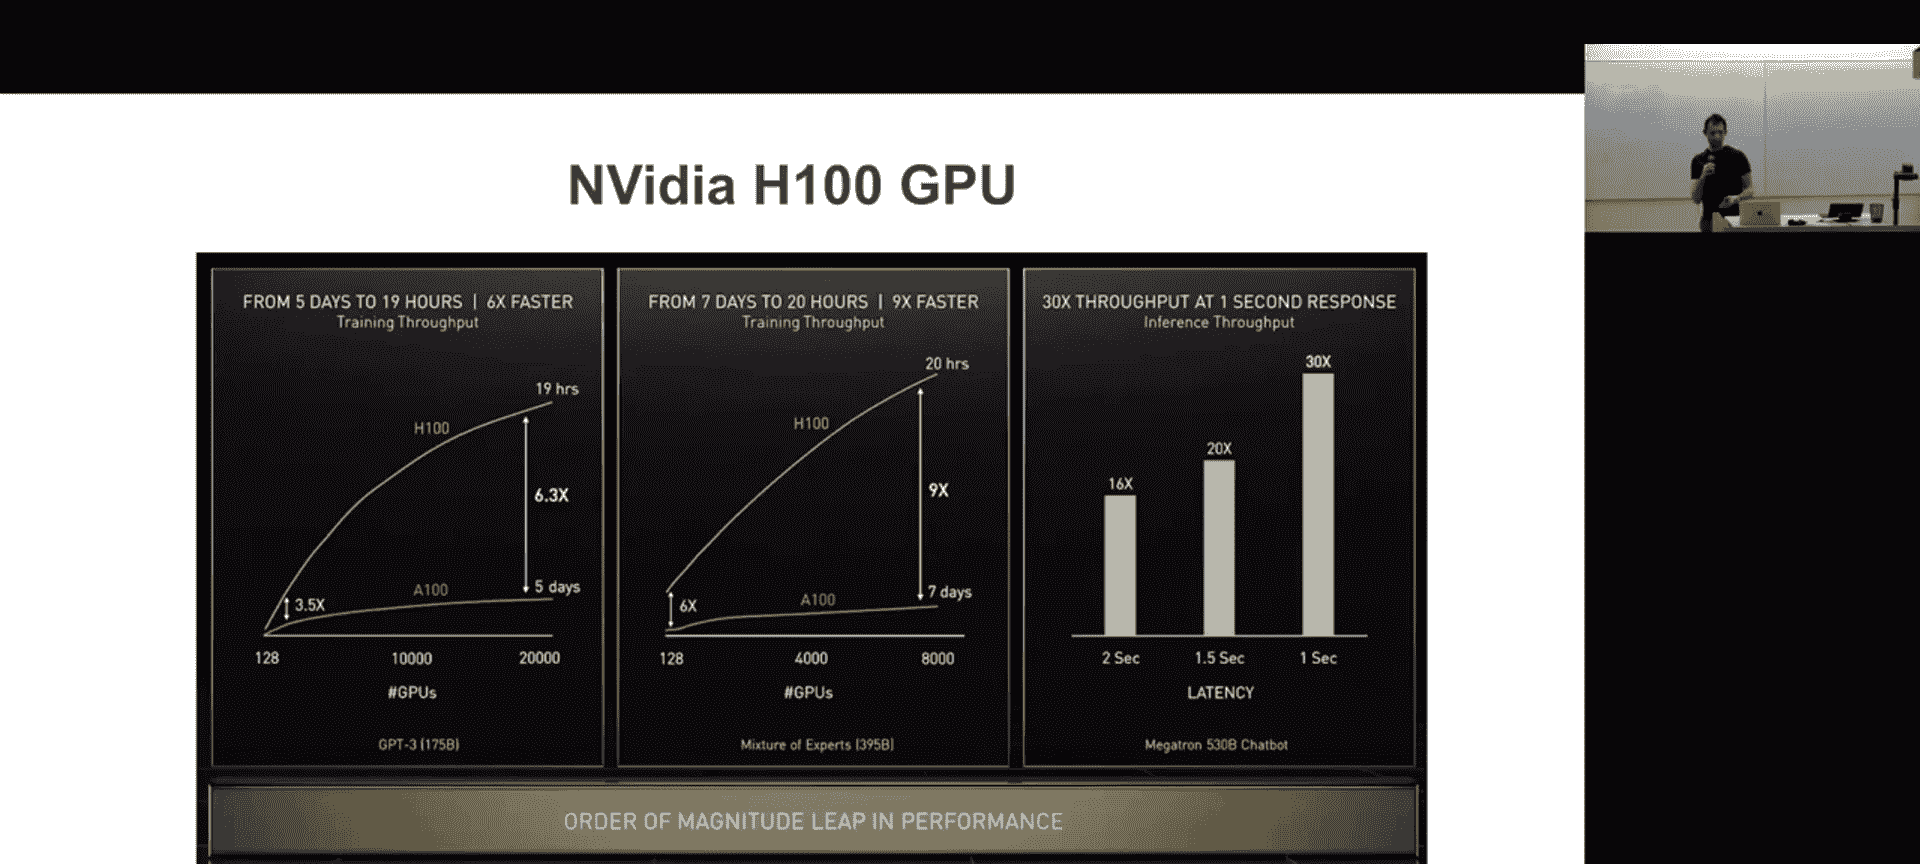 NVidia H100 GPU
FROM 5 DAYS TO 19 HOURS | 6X FASTER
Training Throughput
19 hrs
H100
6.3X
A100
5 days
3.5X
128 10000 20000
#GPUs
GPT-3 (175B)
FROM 7 DAYS TO 20 HOURS | 9X FASTER
Training Throughput
20 hrs
H100
9X
A100
7 days
6X
128 4000 8000
#GPUs
Mixture of Experts (395B)
30X THROUGHPUT AT 1 SECOND RESPONSE
Inference Throughput
30X
20X
16X
2 Sec 1.5 Sec 1 Sec
LATENCY
Megatron 530B Chatbot
ORDER OF MAGNITUDE LEAP IN PERFORMANCE